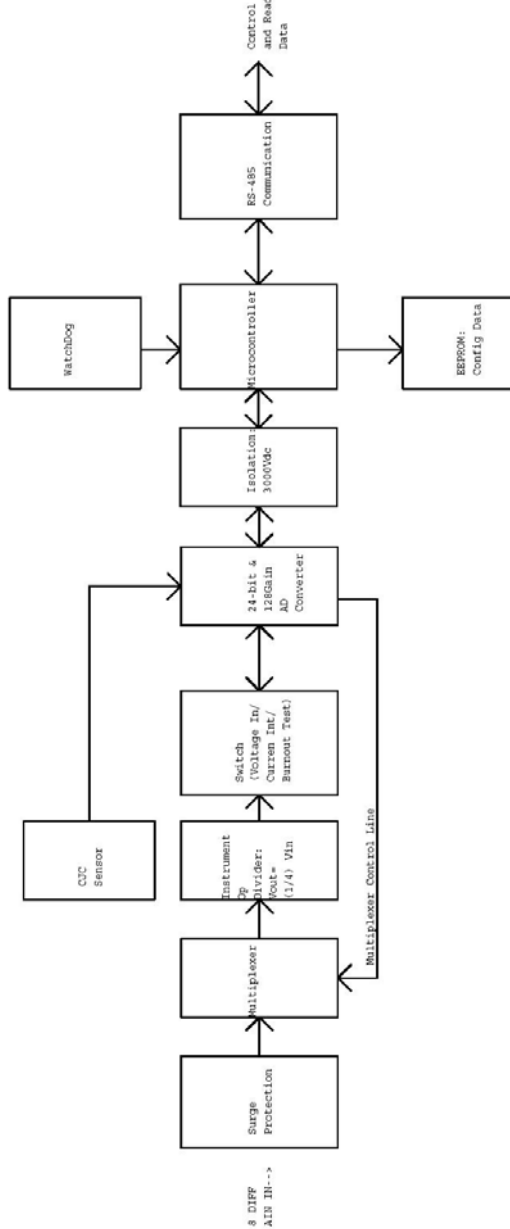 8 DIFF
AIN IN-->
Surge
Protection
Multiplexer
Instrument
Op
Divider:
Vout=
(1/4) Vin
Switch
(Voltage In/
Curren Int/
Burnout Test)
CJC
Sensor
24-bit &
128Gain
AD
Converter
Multiplexer Control Line
Isolation:
3000Vdc
WatchDog
Microcontroller
EEPROM:
Config Data
RS-485
Communication
Control
and Read
Data